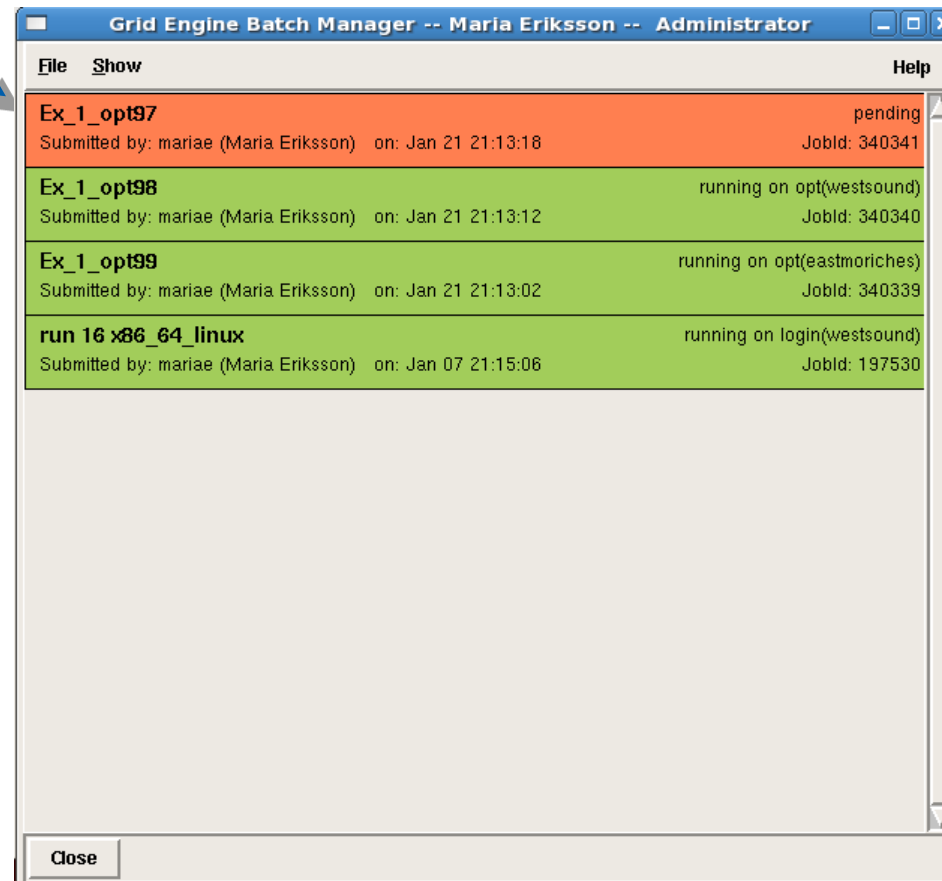 Grid Engine Batch Manager -- Maria Eriksson -- Administrator
File Show Help
Ex_1_opt97 pending
Submitted by: mariae (Maria Eriksson) on: Jan 21 21:13:18 JobId: 340341
Ex_1_opt98 running on opt(westsound)
Submitted by: mariae (Maria Eriksson) on: Jan 21 21:13:12 JobId: 340340
Ex_1_opt99 running on opt(eastmoriches)
Submitted by: mariae (Maria Eriksson) on: Jan 21 21:13:02 JobId: 340339
run 16 x86_64_linux running on login(westsound)
Submitted by: mariae (Maria Eriksson) on: Jan 07 21:15:06 JobId: 197530
Close